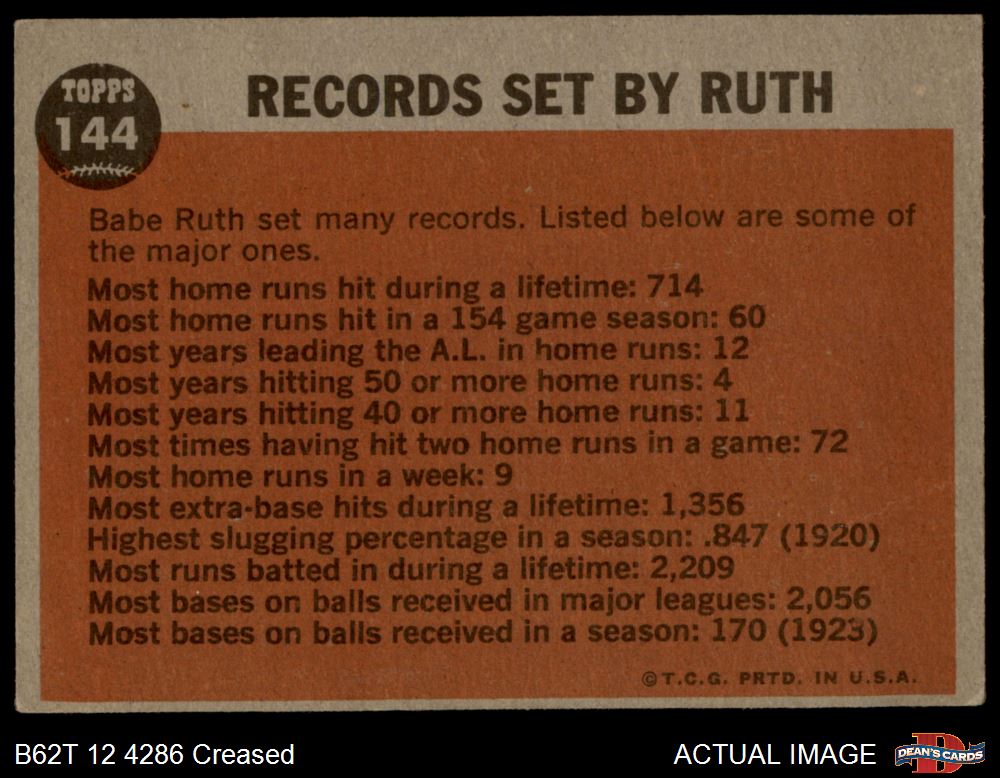 TOPPS
144
RECORDS SET BY RUTH
Babe Ruth set many records. Listed below are some of
the major ones.
Most home runs hit during a lifetime: 714
Most home runs hit in a 154 game season: 60
Most years leading the A.L. in home runs: 12
Most years hitting 50 or more home runs: 4
Most years hitting 40 or more home runs: 11
Most times having hit two home runs in a game: 72
Most home runs in a week: 9
Most extra-base hits during a lifetime: 1,356
Highest slugging percentage in a season: .847 (1920)
Most runs batted in during a lifetime: 2,209
Most bases on balls received in major leagues: 2,056
Most bases on balls received in a season: 170 (1923)
©T.C.G. PRTD. IN U.S.A.
B62T 12 4286 Creased
ACTUAL IMAGE
DEAN'S CARDS